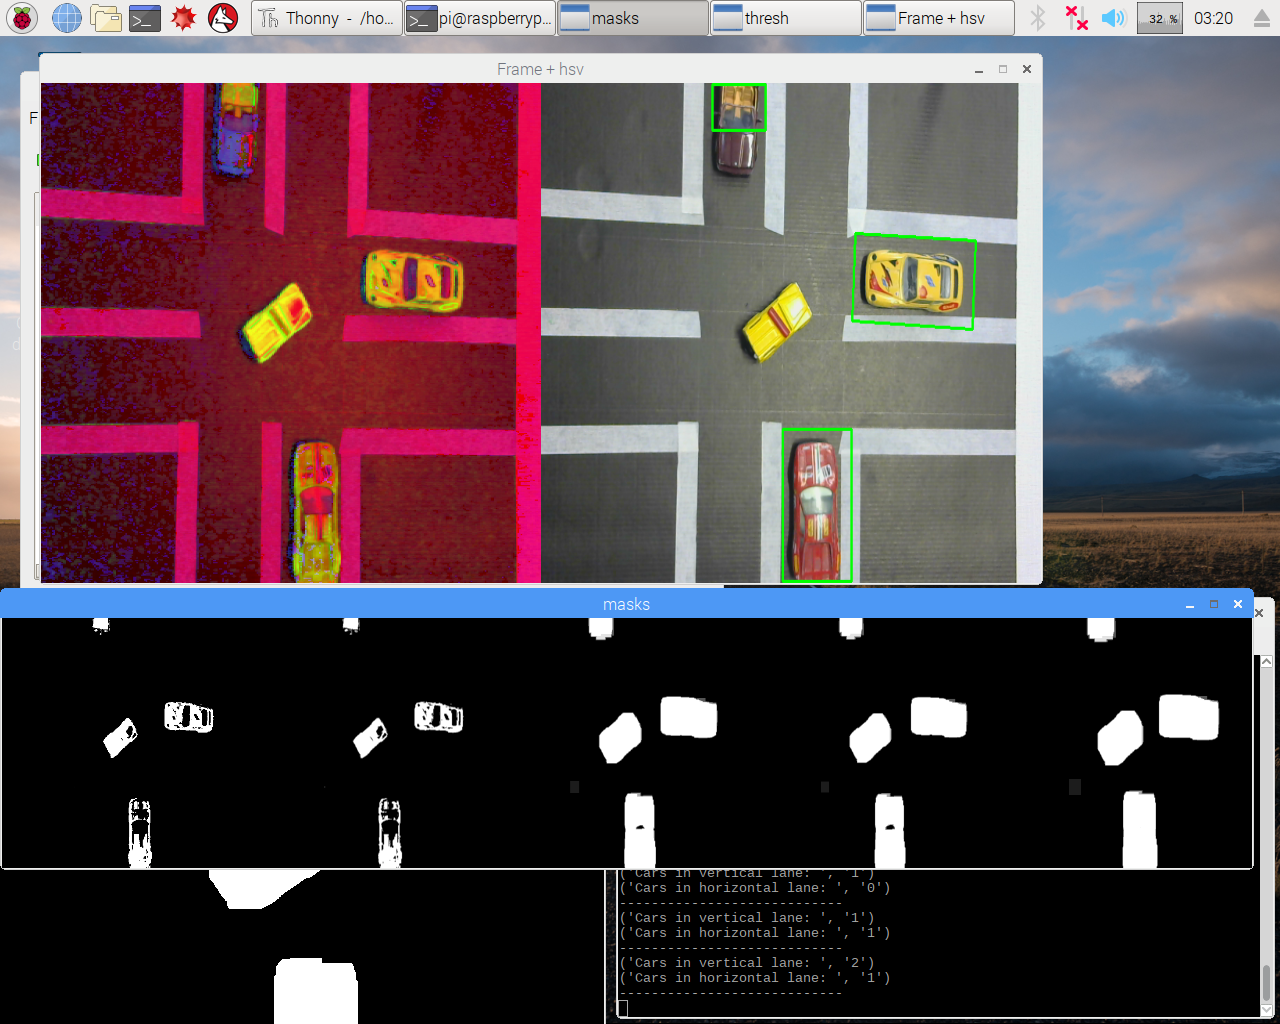 Thonny - /ho...
pi@raspberryp...
masks
thresh
Frame + hsv
32 %
03:20
Frame + hsv
F
masks
('Cars in vertical lane: ', '1')
('Cars in horizontal lane: ', '0')
----------------------------
('Cars in vertical lane: ', '1')
('Cars in horizontal lane: ', '1')
----------------------------
('Cars in vertical lane: ', '2')
('Cars in horizontal lane: ', '1')
----------------------------